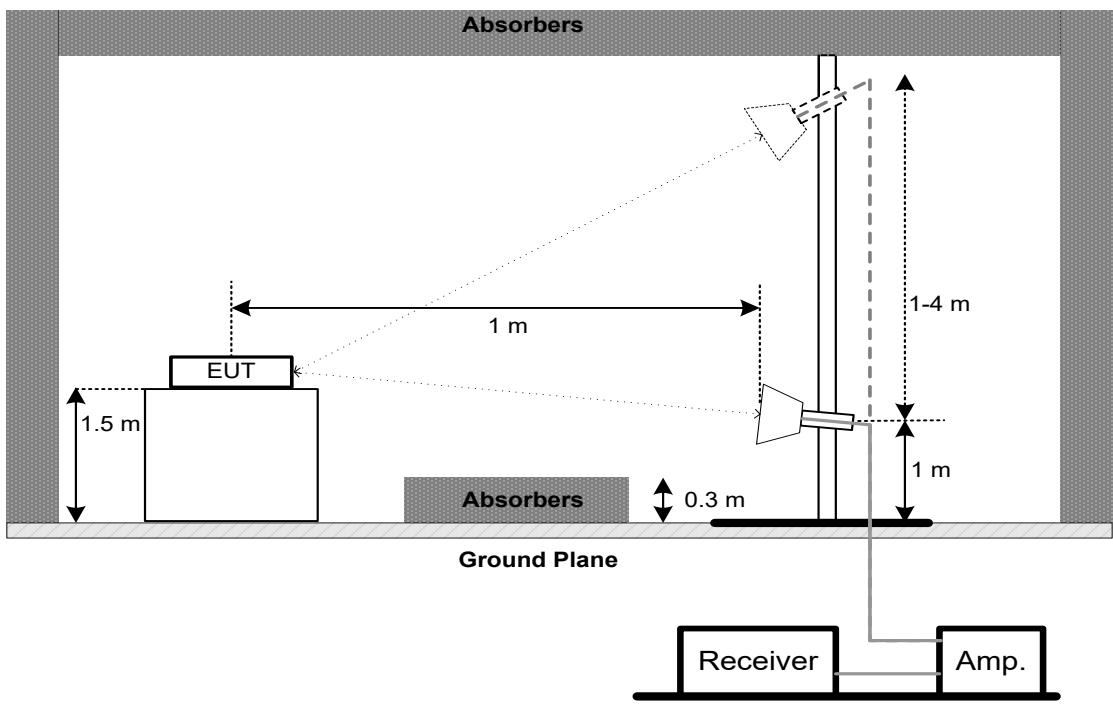 Absorbers
1-4 m
1 m
EUT
1.5 m
1 m
Absorbers
0.3 m
Ground Plane
Receiver
Amp.